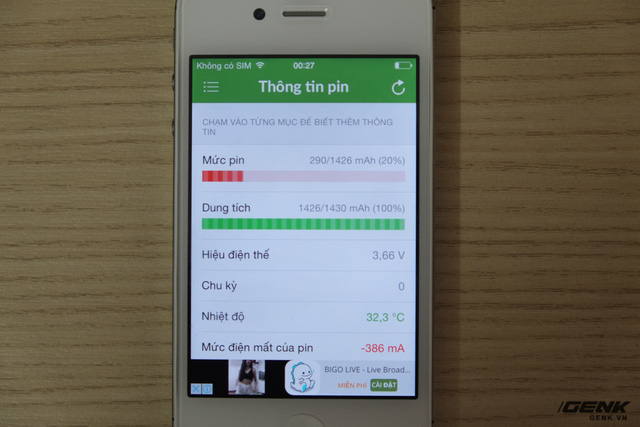 Không có SIM 00:27
Thông tin pin
CHẠM VÀO TỪNG MỤC ĐỂ BIẾT THÊM THÔNG
TIN
Mức pin 290/1426 mAh (20%)
Dung tích 1426/1430 mAh (100%)
Hiệu điện thế 3,66 V
Chu kỳ 0
Nhiệt độ 32,3 °C
Mức điện mất của pin -386 mA
BIGO LIVE - Live Broad...
MIỄN PHÍ CÀI ĐẶT
GENK
GENK.VN